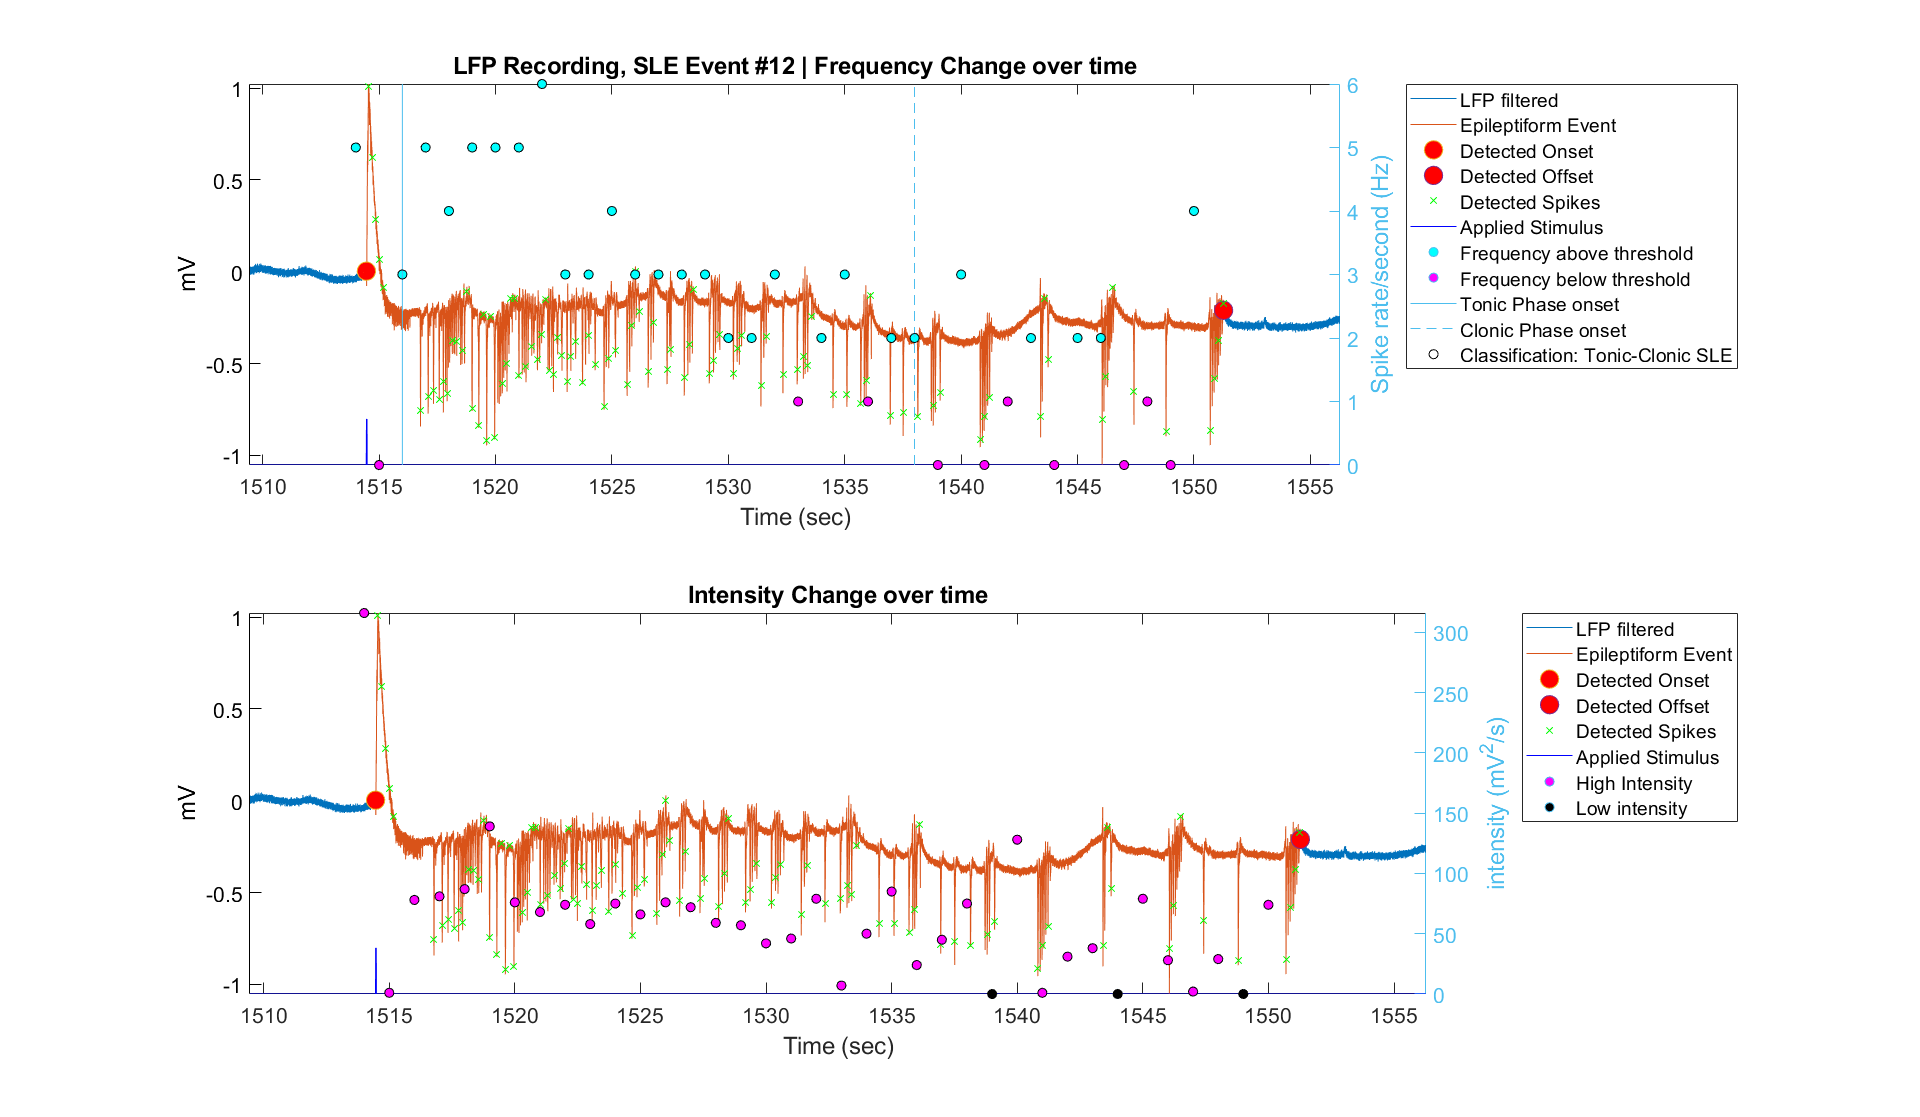 LFP Recording, SLE Event #12 | Frequency Change over time
1
0.5
0
-0.5
-1
mV
1510 1515 1520 1525 1530 1535 1540 1545 1550 1555
Time (sec)
6
5
4
3
2
1
0
Spike rate/second (Hz)
LFP filtered
Epileptiform Event
Detected Onset
Detected Offset
Detected Spikes
Applied Stimulus
Frequency above threshold
Frequency below threshold
Tonic Phase onset
Clonic Phase onset
Classification: Tonic-Clonic SLE
Intensity Change over time
1
0.5
0
-0.5
-1
mV
1510 1515 1520 1525 1530 1535 1540 1545 1550 1555
Time (sec)
300
250
200
150
100
50
0
intensity (mV²/s)
LFP filtered
Epileptiform Event
Detected Onset
Detected Offset
Detected Spikes
Applied Stimulus
High Intensity
Low intensity